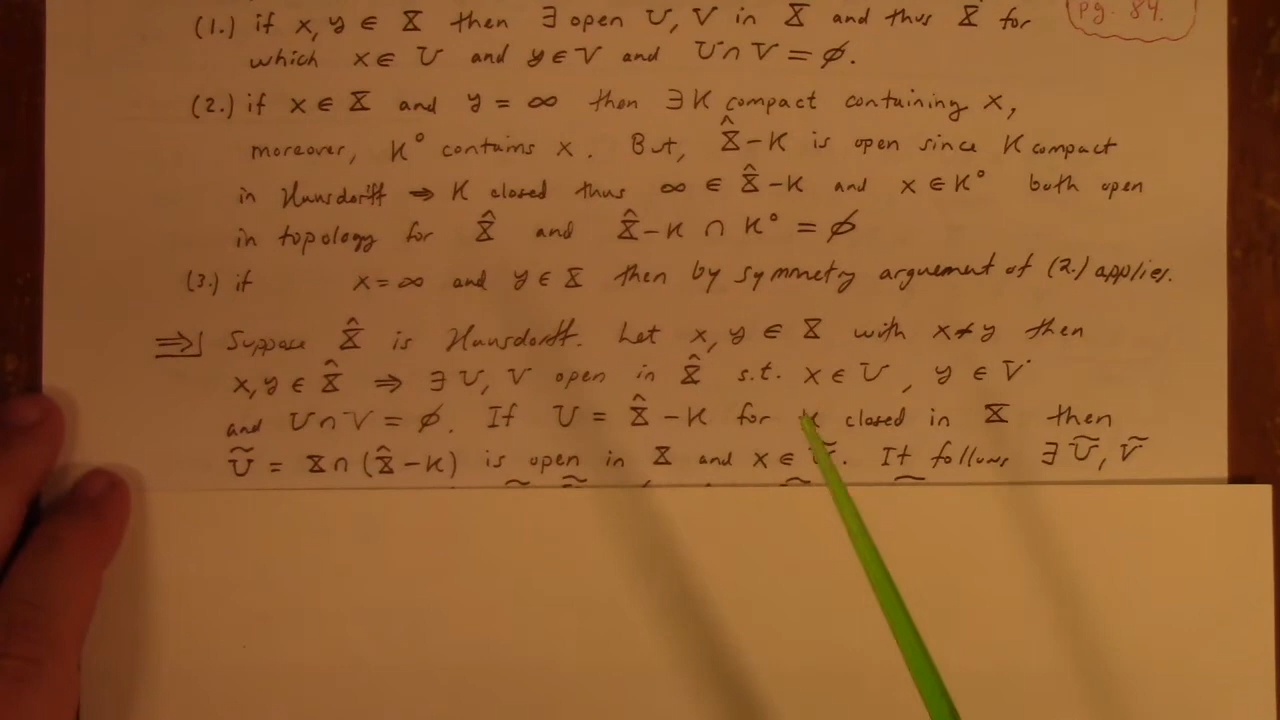 (1.) if x, y ∈ X then ∃ open U, V in X and thus X̂ for
pg. 84.
which x ∈ U and y ∈ V and U ∩ V = ∅.
(2.) if x ∈ X and y = ∞ then ∃ K compact containing x,
moreover, K° contains x. But, X̂ - K is open since K compact
in Hausdorff ⇒ K closed thus ∞ ∈ X̂ - K and x ∈ K° both open
in topology for X̂ and X̂ - K ∩ K° = ∅
(3.) if x = ∞ and y ∈ X then by symmetry arguement of (2.) applies.
⇒| Suppose X̂ is Hausdorff. Let x, y ∈ X with x ≠ y then
x, y ∈ X̂ ⇒ ∃ U, V open in X̂ s.t. x ∈ U, y ∈ V
and U ∩ V = ∅. If U = X̂ - K for K closed in X then
Ũ = X ∩ (X̂ - K) is open in X and x ∈ Ũ. It follows ∃ Ũ, Ṽ